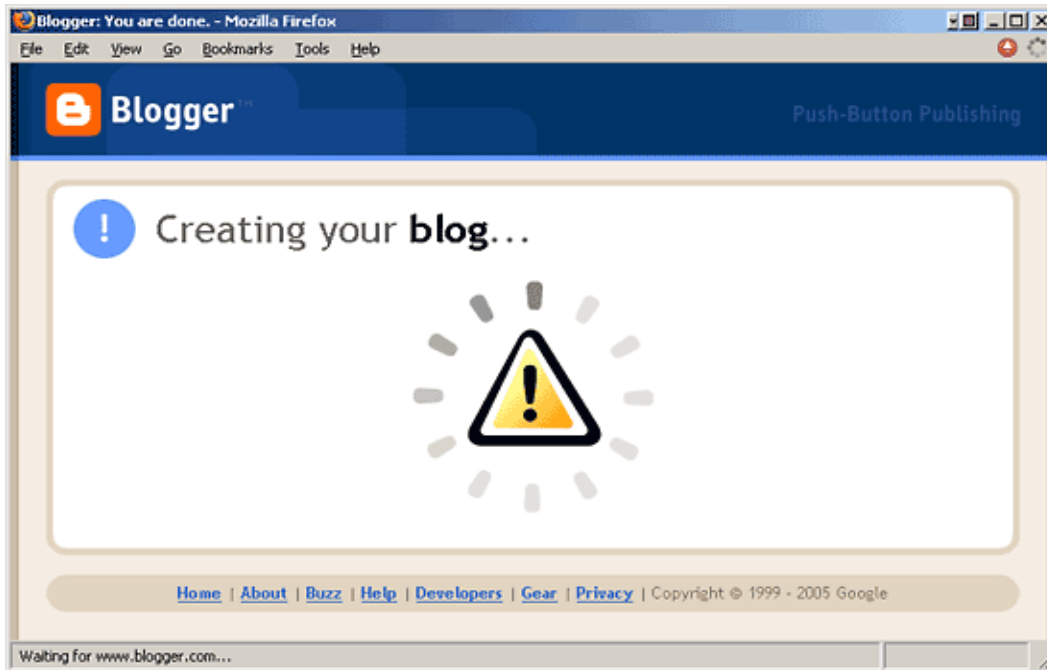 Blogger: You are done. - Mozilla Firefox
File Edit View Go Bookmarks Tools Help
Blogger™
Push-Button Publishing
! Creating your blog...
!
Home | About | Buzz | Help | Developers | Gear | Privacy | Copyright © 1999 - 2005 Google
Waiting for www.blogger.com...